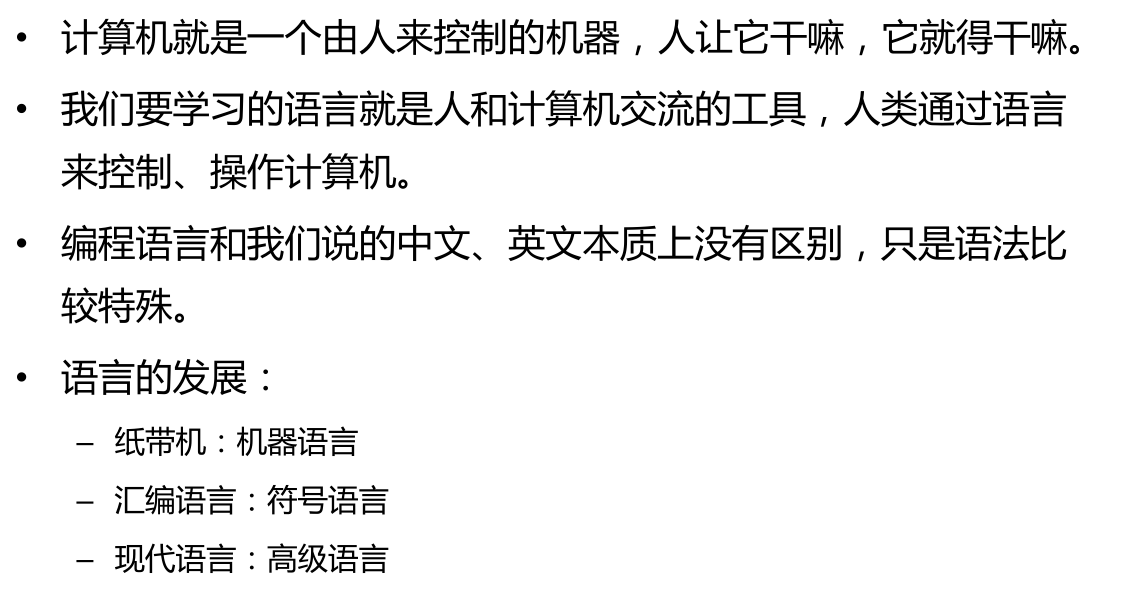 • 计算机就是一个由人来控制的机器，人让它干嘛，它就得干嘛。
• 我们要学习的语言就是人和计算机交流的工具，人类通过语言
来控制、操作计算机。
• 编程语言和我们说的中文、英文本质上没有区别，只是语法比
较特殊。
• 语言的发展：
– 纸带机：机器语言
– 汇编语言：符号语言
– 现代语言：高级语言